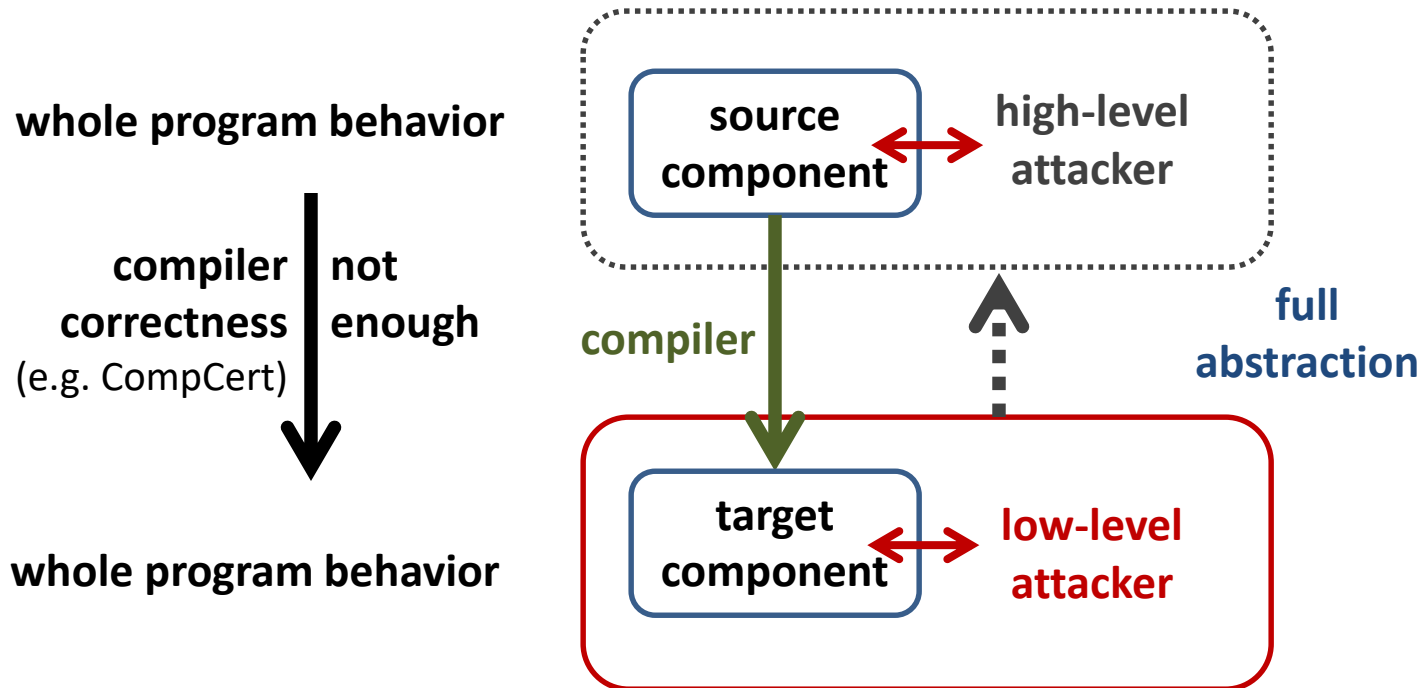 whole program behavior
compiler
correctness
(e.g. CompCert)
not
enough
whole program behavior
source
component
high-level
attacker
compiler
full
abstraction
target
component
low-level
attacker